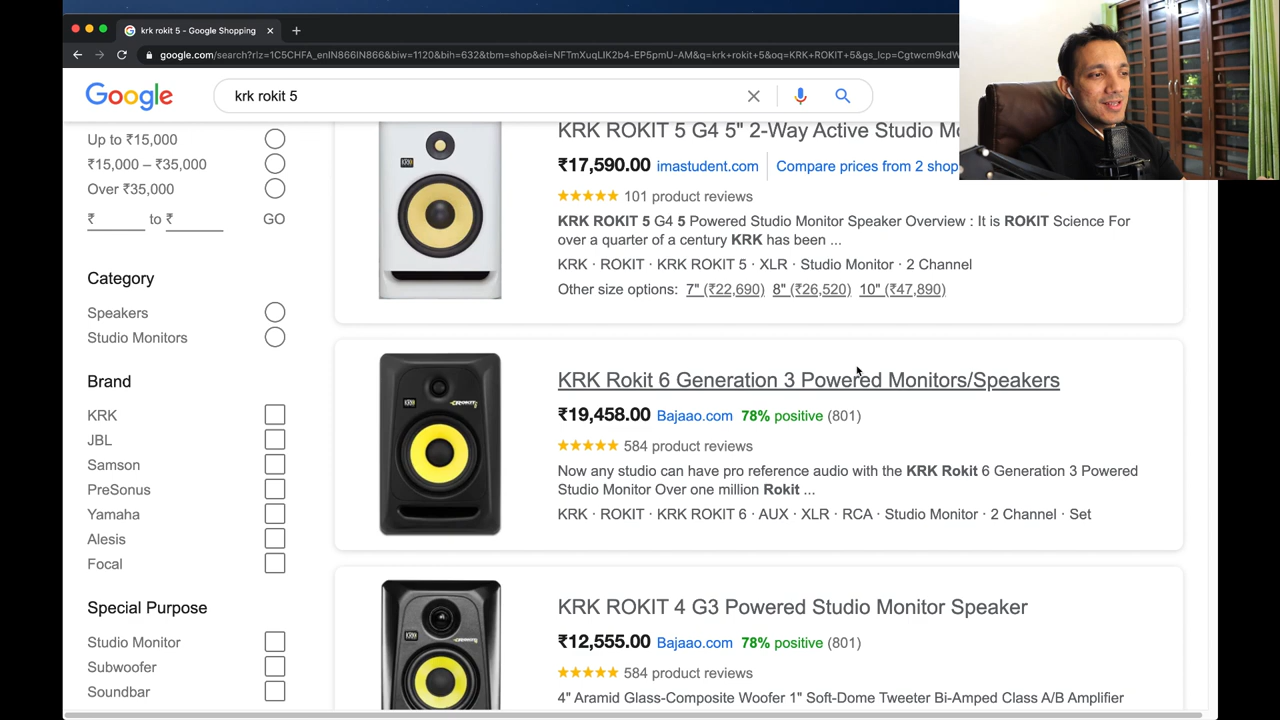 krk rokit 5 - Google Shopping
google.com/search?rlz=1C5CHFA_enIN866IN866&biw=1120&bih=632&tbm=shop&ei=NFTmXuqLIK2b4-EP5pmU-AM&q=krk+rokit+5&oq=KRK+ROKIT+5&gs_lcp=Cgtwcm9kdW
Google
krk rokit 5
Up to ₹15,000
₹15,000 – ₹35,000
Over ₹35,000
₹ to ₹ GO
Category
Speakers
Studio Monitors
Brand
KRK
JBL
Samson
PreSonus
Yamaha
Alesis
Focal
Special Purpose
Studio Monitor
Subwoofer
Soundbar
KRK ROKIT 5 G4 5" 2-Way Active Studio
₹17,590.00 imastudent.com Compare prices from 2 shop
101 product reviews
KRK ROKIT 5 G4 5 Powered Studio Monitor Speaker Overview : It is ROKIT Science For
over a quarter of a century KRK has been ...
KRK · ROKIT · KRK ROKIT 5 · XLR · Studio Monitor · 2 Channel
Other size options: 7" (₹22,690) 8" (₹26,520) 10" (₹47,890)
KRK Rokit 6 Generation 3 Powered Monitors/Speakers
₹19,458.00 Bajaao.com 78% positive (801)
584 product reviews
Now any studio can have pro reference audio with the KRK Rokit 6 Generation 3 Powered
Studio Monitor Over one million Rokit ...
KRK · ROKIT · KRK ROKIT 6 · AUX · XLR · RCA · Studio Monitor · 2 Channel · Set
KRK ROKIT 4 G3 Powered Studio Monitor Speaker
₹12,555.00 Bajaao.com 78% positive (801)
584 product reviews
4" Aramid Glass-Composite Woofer 1" Soft-Dome Tweeter Bi-Amped Class A/B Amplifier